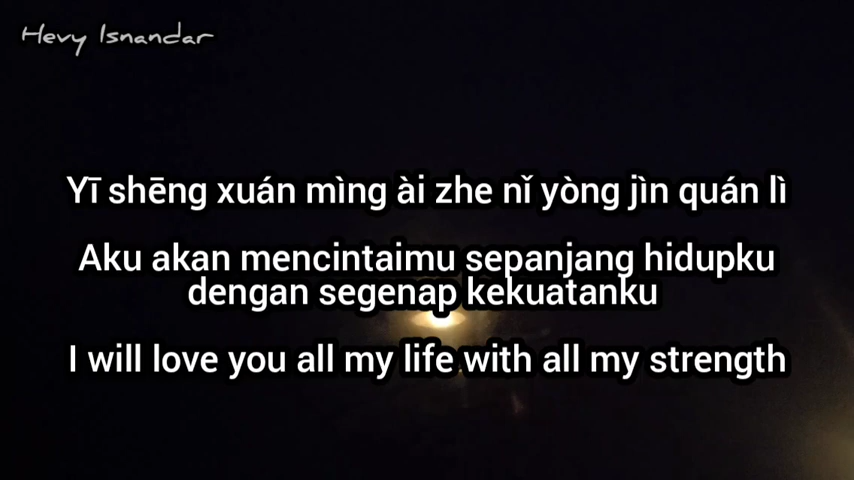 Hevy Isnandar
Yī shēng xuán mìng ài zhe nǐ yòng jìn quán lì
Aku akan mencintaimu sepanjang hidupku
dengan segenap kekuatanku
I will love you all my life with all my strength